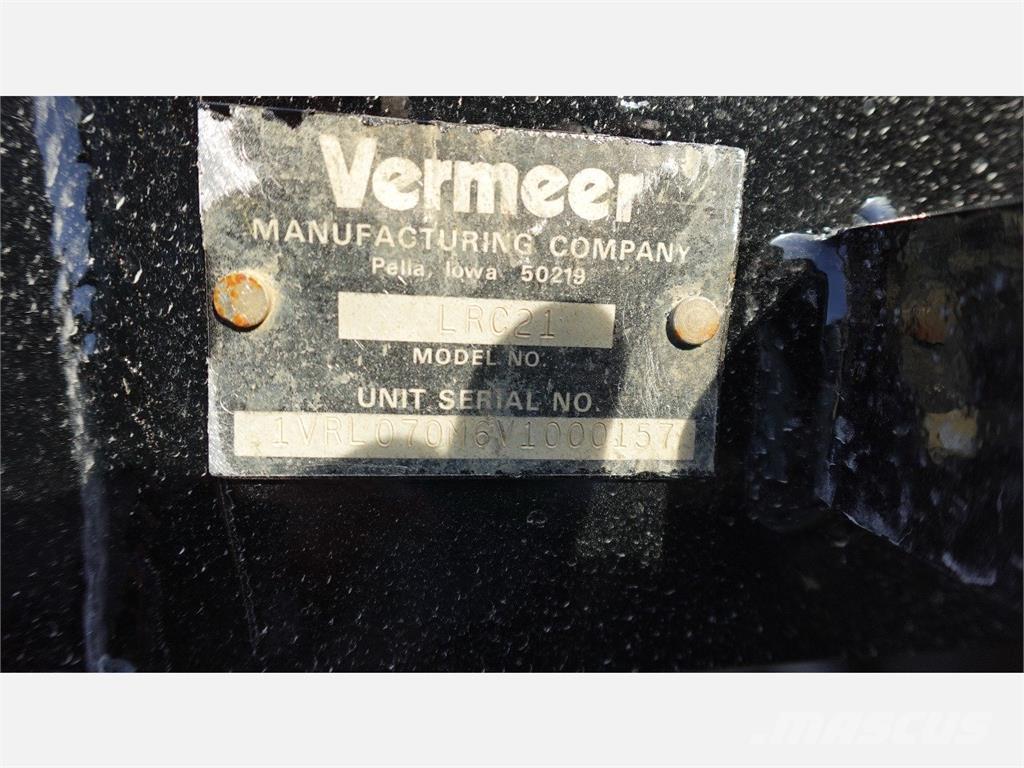 Vermeer
MANUFACTURING COMPANY
Pella, Iowa 50219
LRC21
MODEL NO
UNIT SERIAL NO.
1VRL070M6V1000157
MASCUS